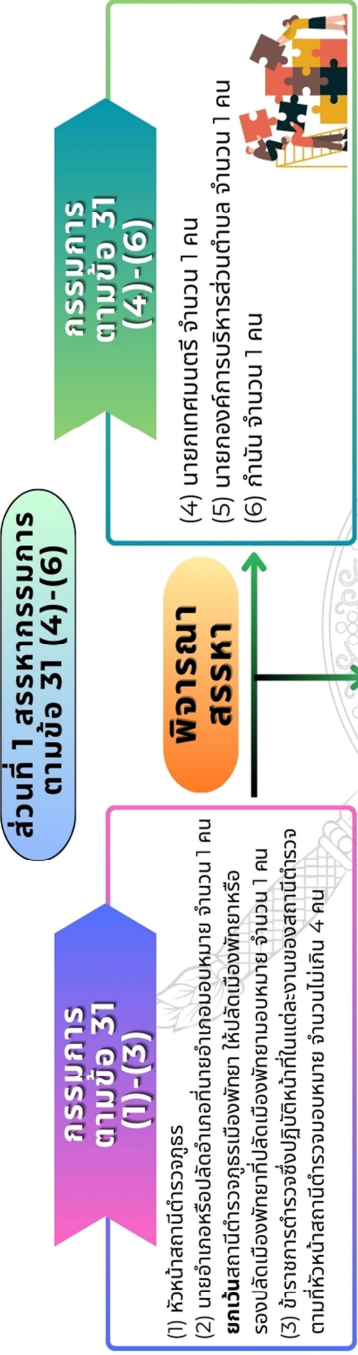 ส่วนที่ 1 สรรหากรรมการ
ตามข้อ 31 (4)-(6)
กรรมการ
ตามข้อ 31
(1)-(3)
(1) หัวหน้าสถานีตำรวจภูธร
(2) นายอำเภอหรือปลัดอำเภอที่นายอำเภอมอบหมาย จำนวน 1 คน
ยกเว้นสถานีตำรวจภูธรเมืองพัทยา ให้ปลัดเมืองพัทยาหรือ
รองปลัดเมืองพัทยาที่ปลัดเมืองพัทยามอบหมาย จำนวน 1 คน
(3) ข้าราชการตำรวจซึ่งปฏิบัติหน้าที่ในแต่ละงานของสถานีตำรวจ
ตามที่หัวหน้าสถานีตำรวจมอบหมาย จำนวนไม่เกิน 4 คน
พิจารณา
สรรหา
กรรมการ
ตามข้อ 31
(4)-(6)
(4) นายกเทศมนตรี จำนวน 1 คน
(5) นายกองค์การบริหารส่วนตำบล จำนวน 1 คน
(6) กำนัน จำนวน 1 คน